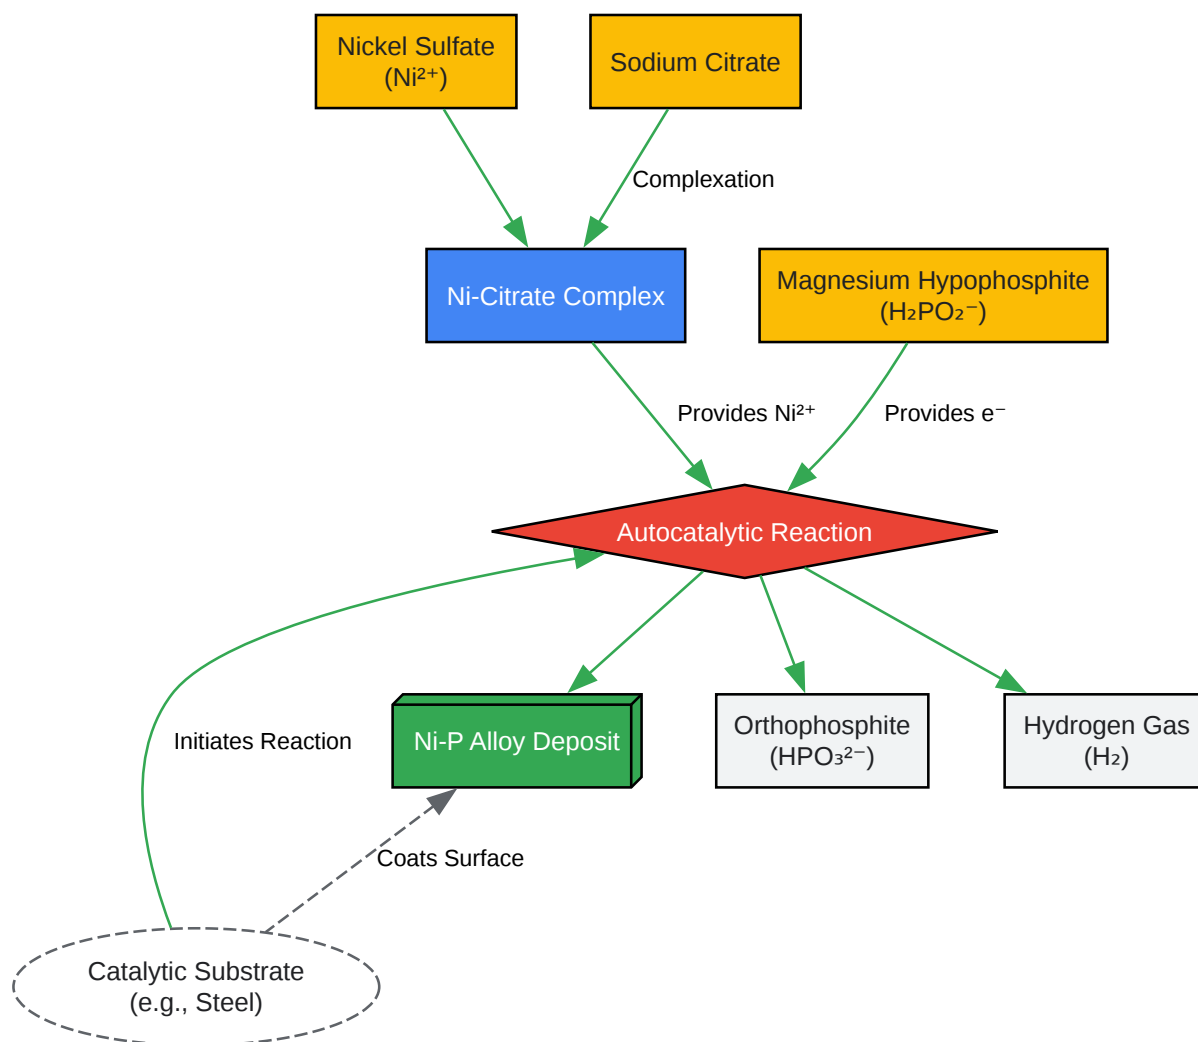 Nickel Sulfate
(Ni²⁺)
Sodium Citrate
Complexation
Ni-Citrate Complex
Magnesium Hypophosphite
(H₂PO₂⁻)
Provides Ni²⁺
Provides e⁻
Autocatalytic Reaction
Initiates Reaction
Ni-P Alloy Deposit
Orthophosphite
(HPO₃²⁻)
Hydrogen Gas
(H₂)
Coats Surface
Catalytic Substrate
(e.g., Steel)